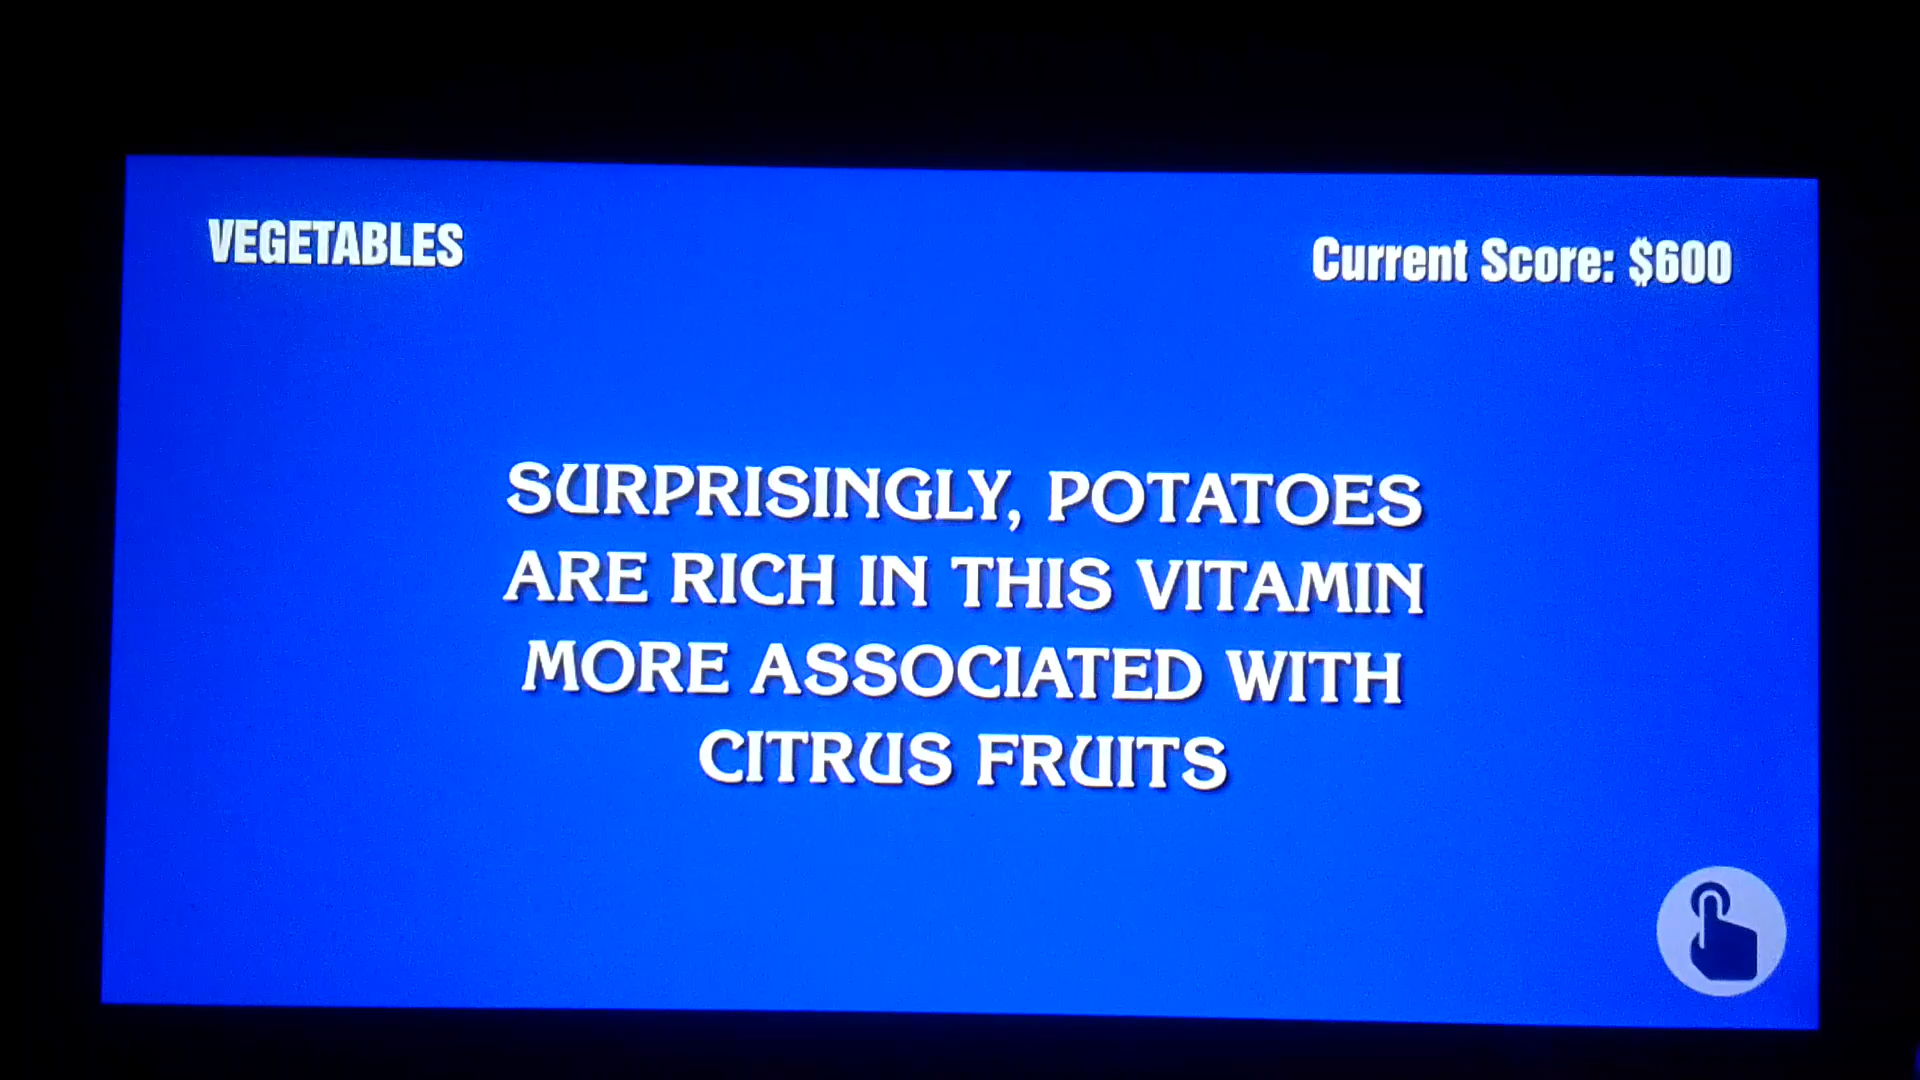 VEGETABLES
Current Score: $600
SURPRISINGLY, POTATOES
ARE RICH IN THIS VITAMIN
MORE ASSOCIATED WITH
CITRUS FRUITS